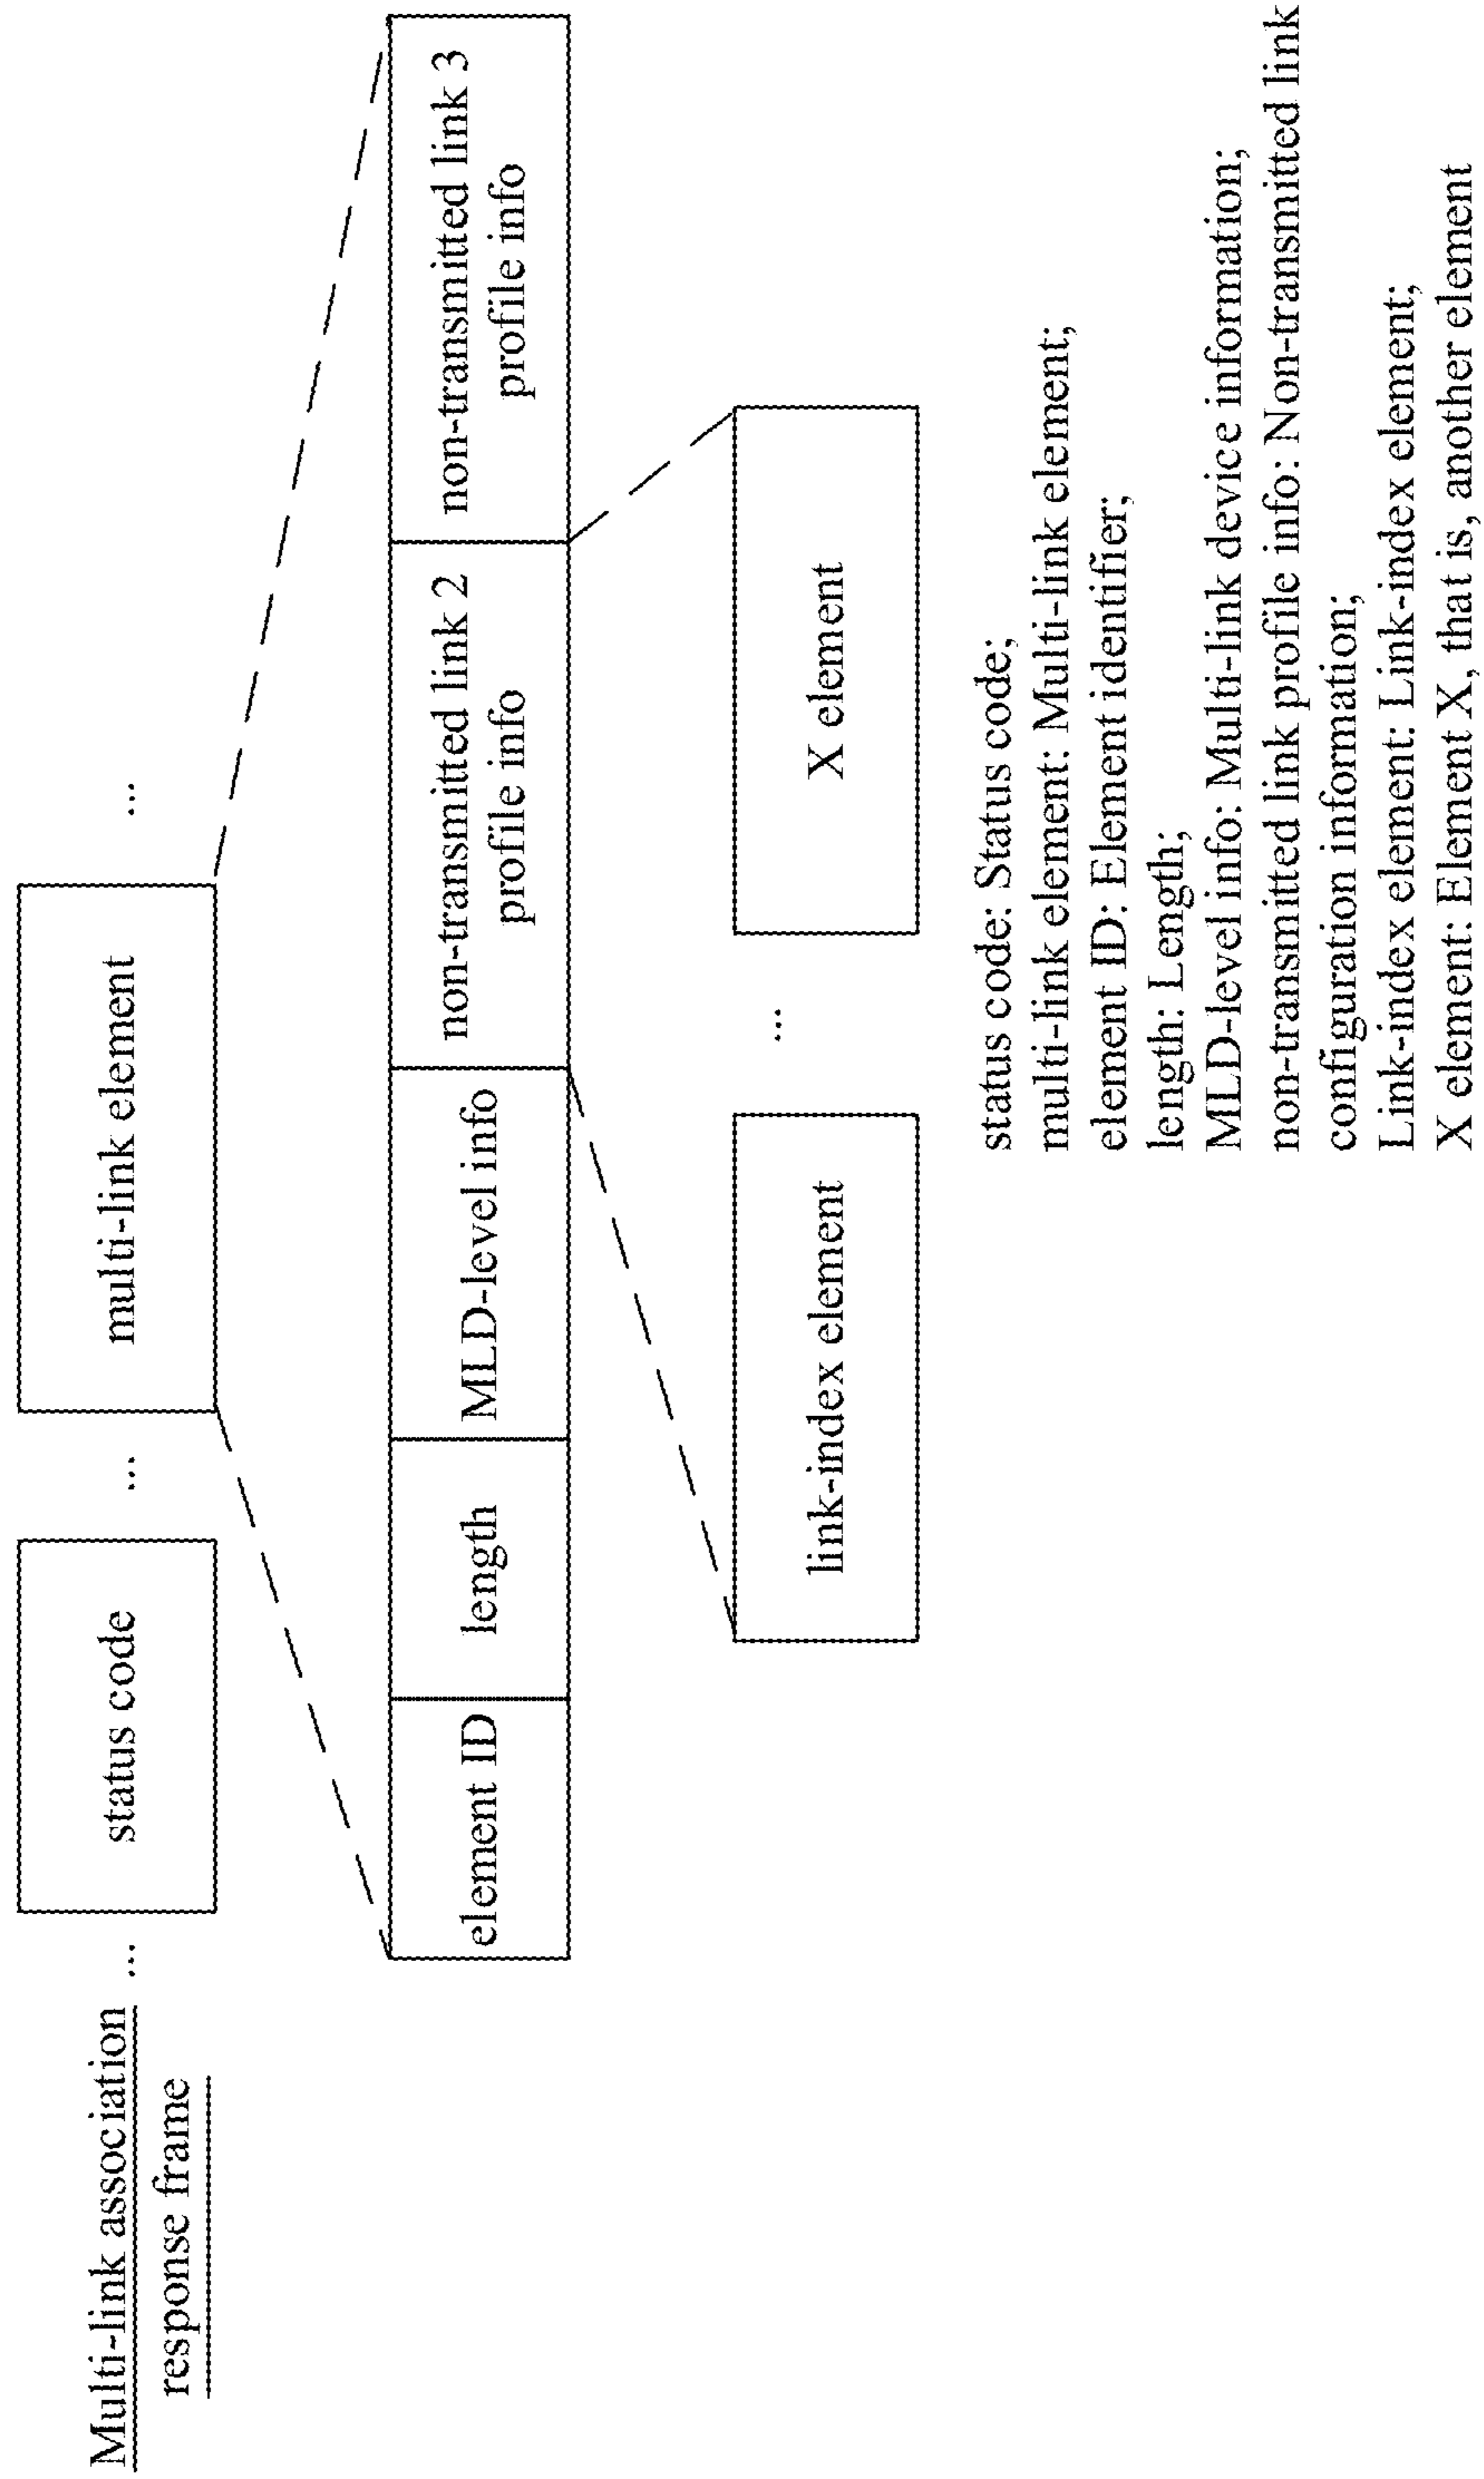 Multi-link association
response frame
...
status code
...
multi-link element
...
element ID
length
MLD-level info
non-transmitted link 2
profile info
non-transmitted link 3
profile info
link-index element
...
X element
status code: Status code;
multi-link element: Multi-link element;
element ID: Element identifier;
length: Length;
MLD-level info: Multi-link device information;
non-transmitted link profile info: Non-transmitted link
configuration information;
Link-index element: Link-index element;
X element: Element X, that is, another element